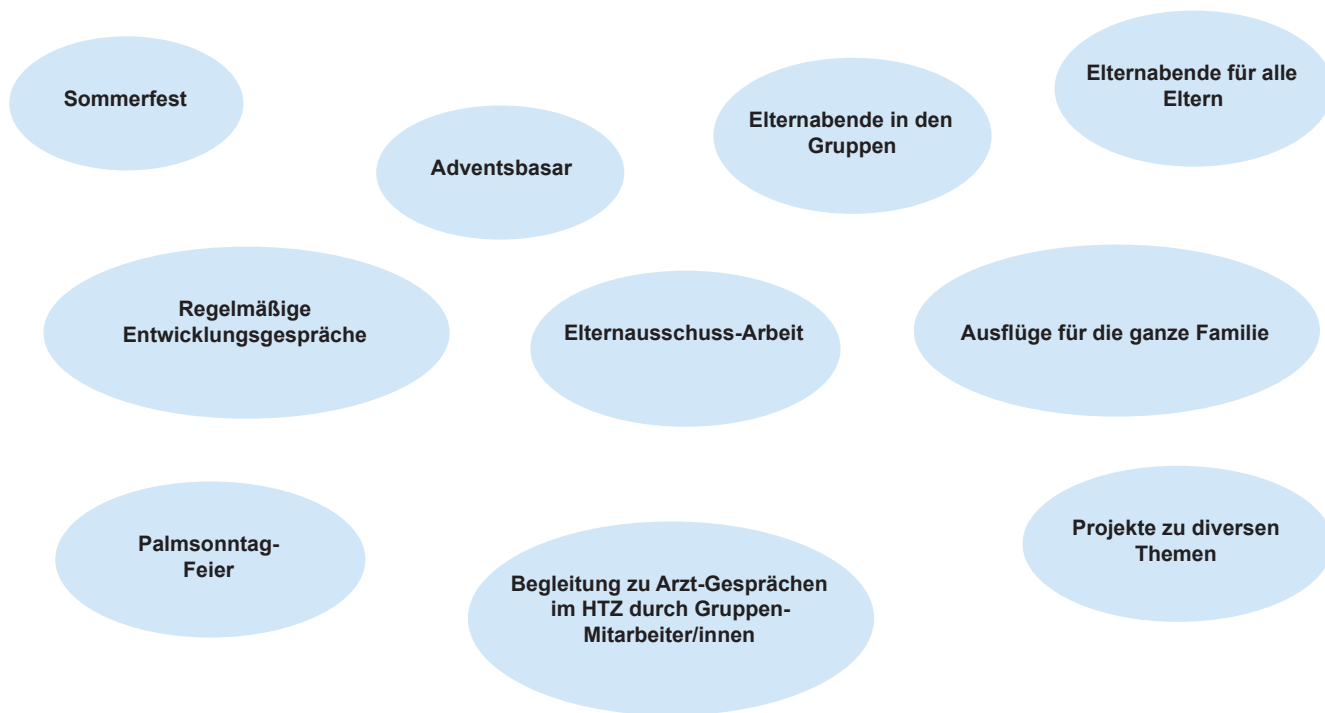 Sommerfest
Adventsbasar
Elternabende in den
Gruppen
Elternabende für alle
Eltern
Regelmäßige
Entwicklungsgespräche
Elternausschuss-Arbeit
Ausflüge für die ganze Familie
Palmsonntag-
Feier
Begleitung zu Arzt-Gesprächen
im HTZ durch Gruppen-
Mitarbeiter/innen
Projekte zu diversen
Themen